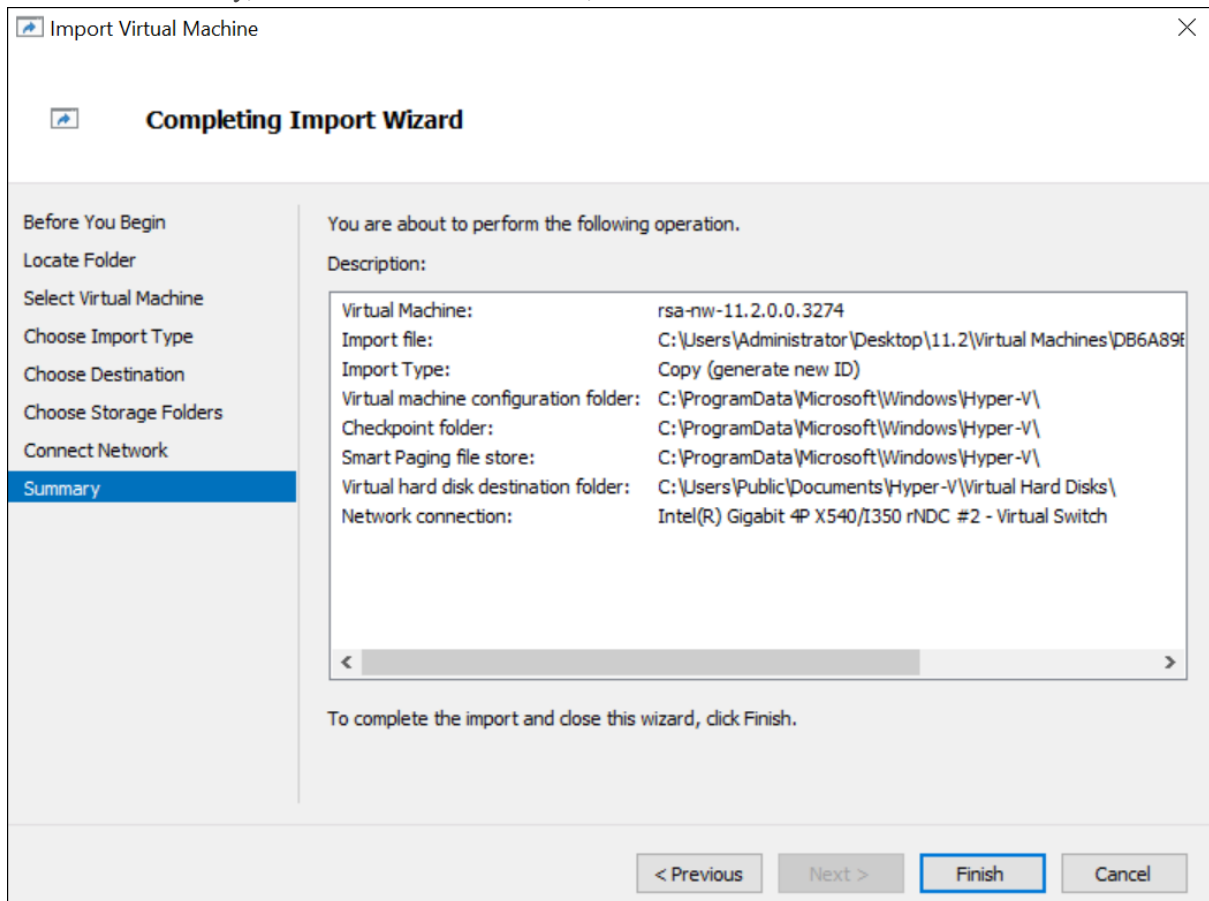 Import Virtual Machine
Completing Import Wizard
Before You Begin
Locate Folder
Select Virtual Machine
Choose Import Type
Choose Destination
Choose Storage Folders
Connect Network
Summary
You are about to perform the following operation.
Description:
Virtual Machine: rsa-nw-11.2.0.0.3274
Import file: C:\Users\Administrator\Desktop\11.2\Virtual Machines\DB6A89
Import Type: Copy (generate new ID)
Virtual machine configuration folder: C:\ProgramData\Microsoft\Windows\Hyper-V\
Checkpoint folder: C:\ProgramData\Microsoft\Windows\Hyper-V\
Smart Paging file store: C:\ProgramData\Microsoft\Windows\Hyper-V\
Virtual hard disk destination folder: C:\Users\Public\Documents\Hyper-V\Virtual Hard Disks\
Network connection: Intel(R) Gigabit 4P X540/I350 rNDC #2 - Virtual Switch
To complete the import and close this wizard, click Finish.
< Previous
Next >
Finish
Cancel